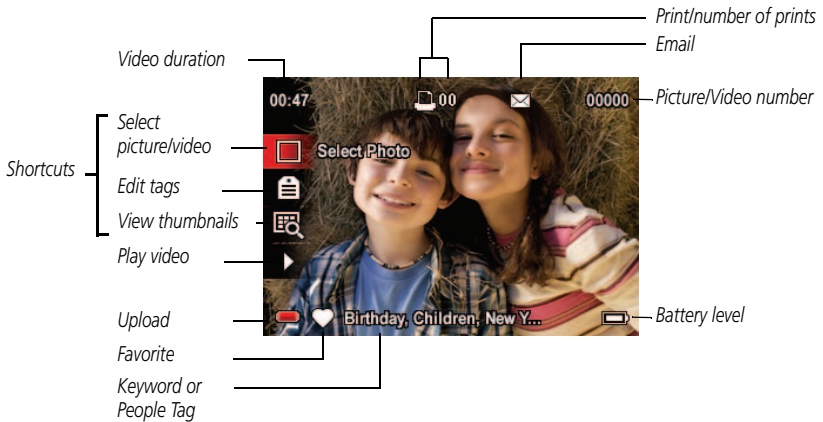 Print/number of prints
Email
Video duration
Picture/Video number
00:47
00
00000
Shortcuts
Select
picture/video
Select Photo
Edit tags
View thumbnails
Play video
Upload
Birthday, Children, New Y...
Battery level
Favorite
Keyword or
People Tag